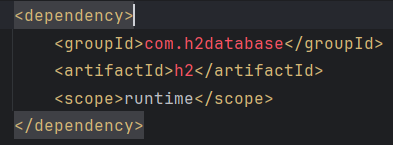 <dependency>
    <groupId>com.h2database</groupId>
    <artifactId>h2</artifactId>
    <scope>runtime</scope>
</dependency>